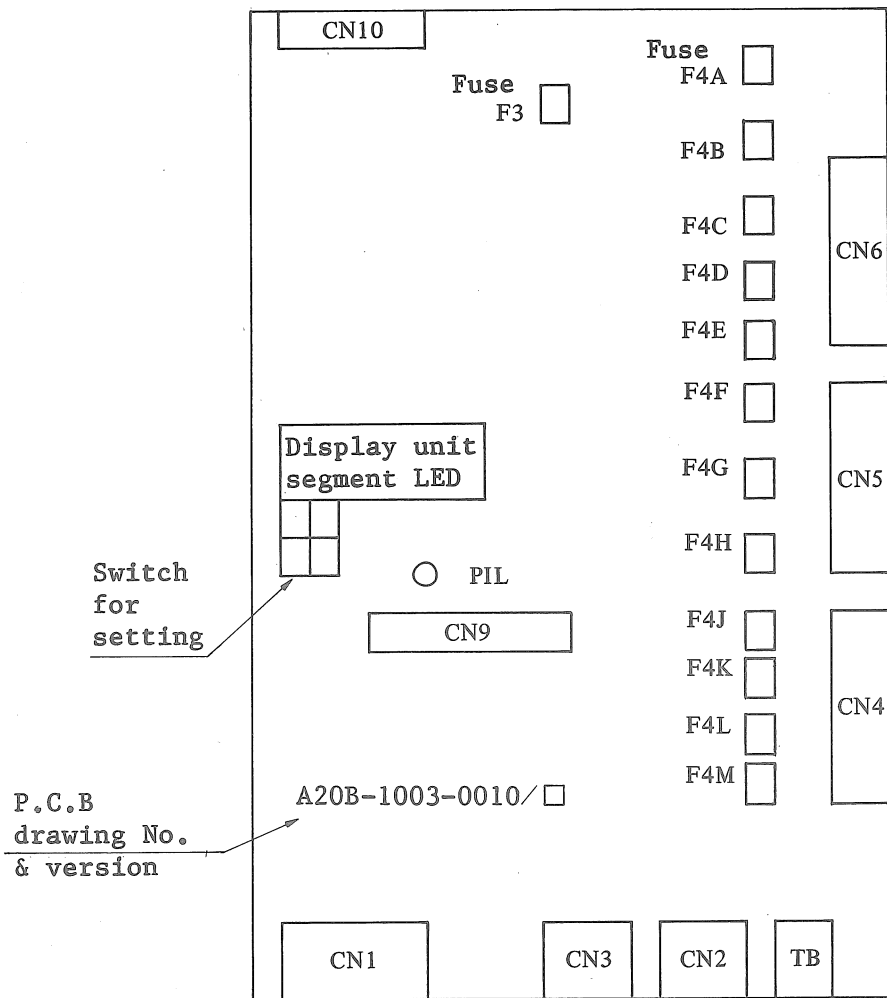 CN10
Fuse
F4A
Fuse
F3
F4B
F4C
CN6
F4D
F4E
F4F
Display unit
segment LED
F4G
CN5
F4H
Switch
for
setting
PIL
F4J
CN9
F4K
CN4
F4L
F4M
A20B-1003-0010/□
P.C.B
drawing No.
& version
CN1
CN3
CN2
TB